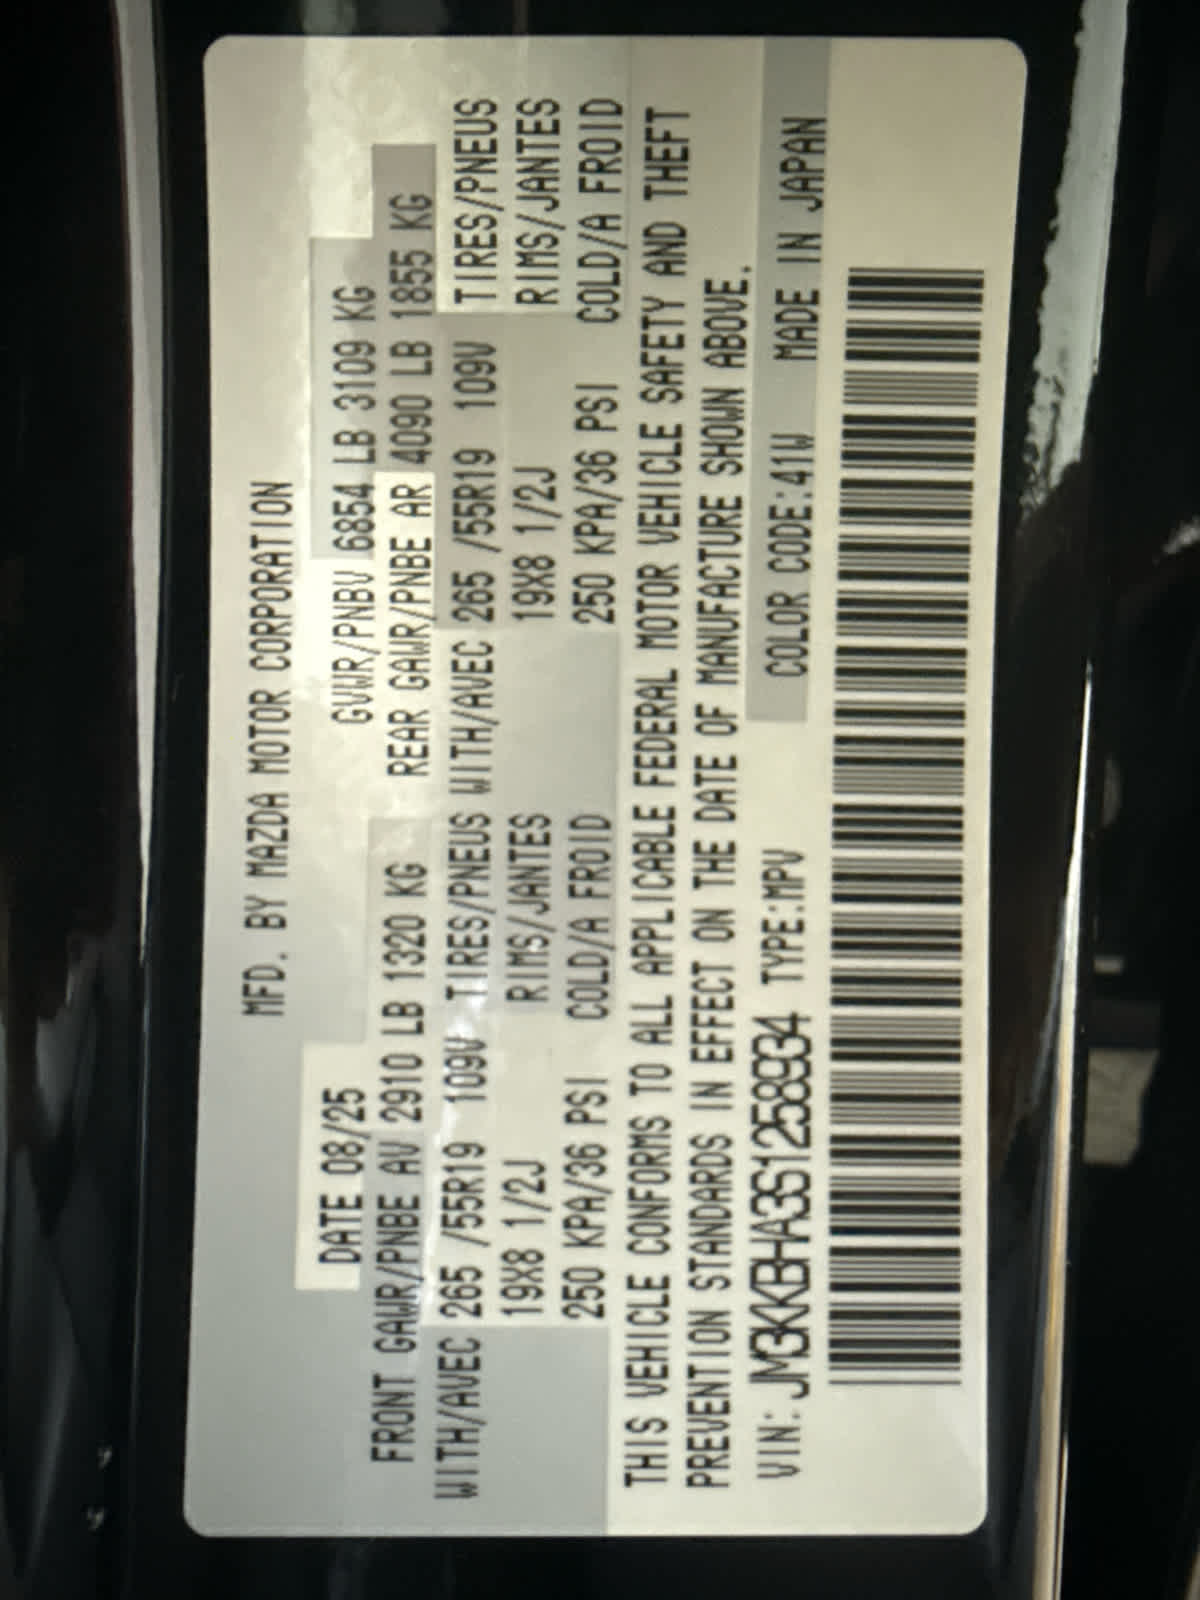 MFD. BY MAZDA MOTOR CORPORATION
DATE 08/25 GVWR/PNBV 6854 LB 3109 KG
FRONT GAWR/PNBE AV 2910 LB 1320 KG REAR GAWR/PNBE AR 4090 LB 1855 KG
WITH/AVEC 265 /55R19 109V TIRES/PNEUS WITH/AVEC 265 /55R19 109V TIRES/PNEUS
19X8 1/2J RIMS/JANTES 19X8 1/2J RIMS/JANTES
250 KPA/36 PSI COLD/A FROID 250 KPA/36 PSI COLD/A FROID
THIS VEHICLE CONFORMS TO ALL APPLICABLE FEDERAL MOTOR VEHICLE SAFETY AND THEFT
PREVENTION STANDARDS IN EFFECT ON THE DATE OF MANUFACTURE SHOWN ABOVE.
VIN: JM3KKBHA3S1258934 TYPE:MPV COLOR CODE:41W MADE IN JAPAN